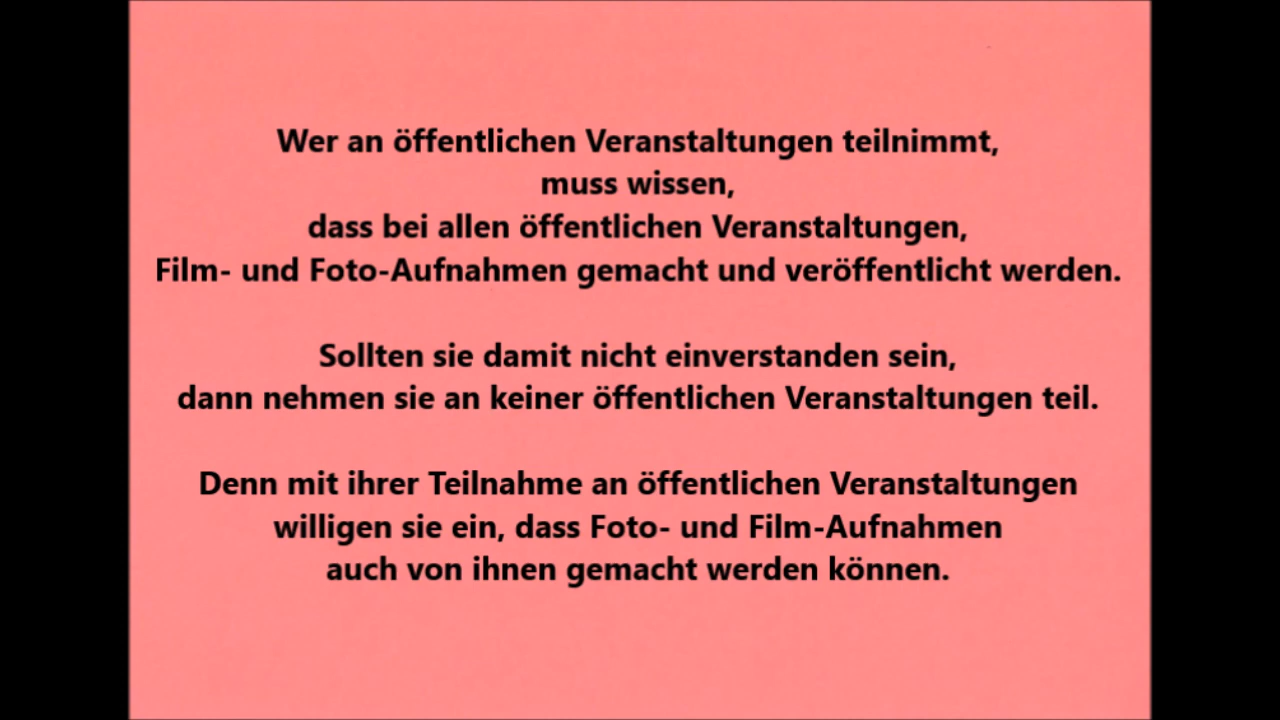 Wer an öffentlichen Veranstaltungen teilnimmt,
muss wissen,
dass bei allen öffentlichen Veranstaltungen,
Film- und Foto-Aufnahmen gemacht und veröffentlicht werden.
Sollten sie damit nicht einverstanden sein,
dann nehmen sie an keiner öffentlichen Veranstaltungen teil.
Denn mit ihrer Teilnahme an öffentlichen Veranstaltungen
willigen sie ein, dass Foto- und Film-Aufnahmen
auch von ihnen gemacht werden können.